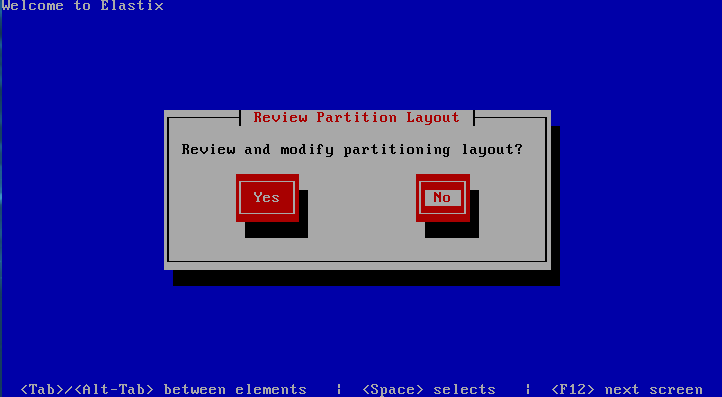 Welcome to Elastix
Review Partition Layout
Review and modify partitioning layout?
Yes No
<Tab>/<Alt-Tab> between elements | <Space> selects | <F12> next screen